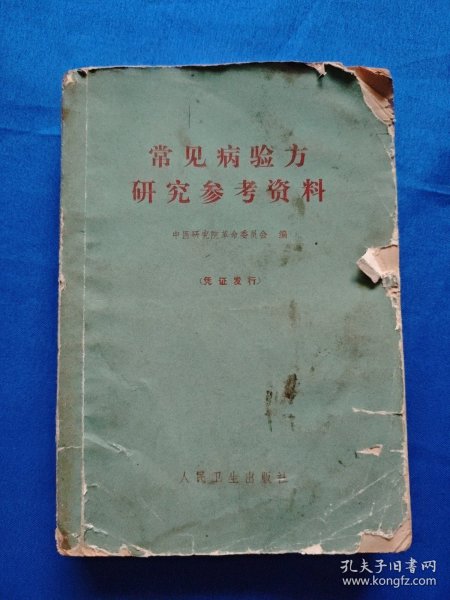 常见病验方
研究参考资料
中医研究院革命委员会 编
（凭证发行）
人民卫生出版社
孔夫子旧书网
www.kongfz.com